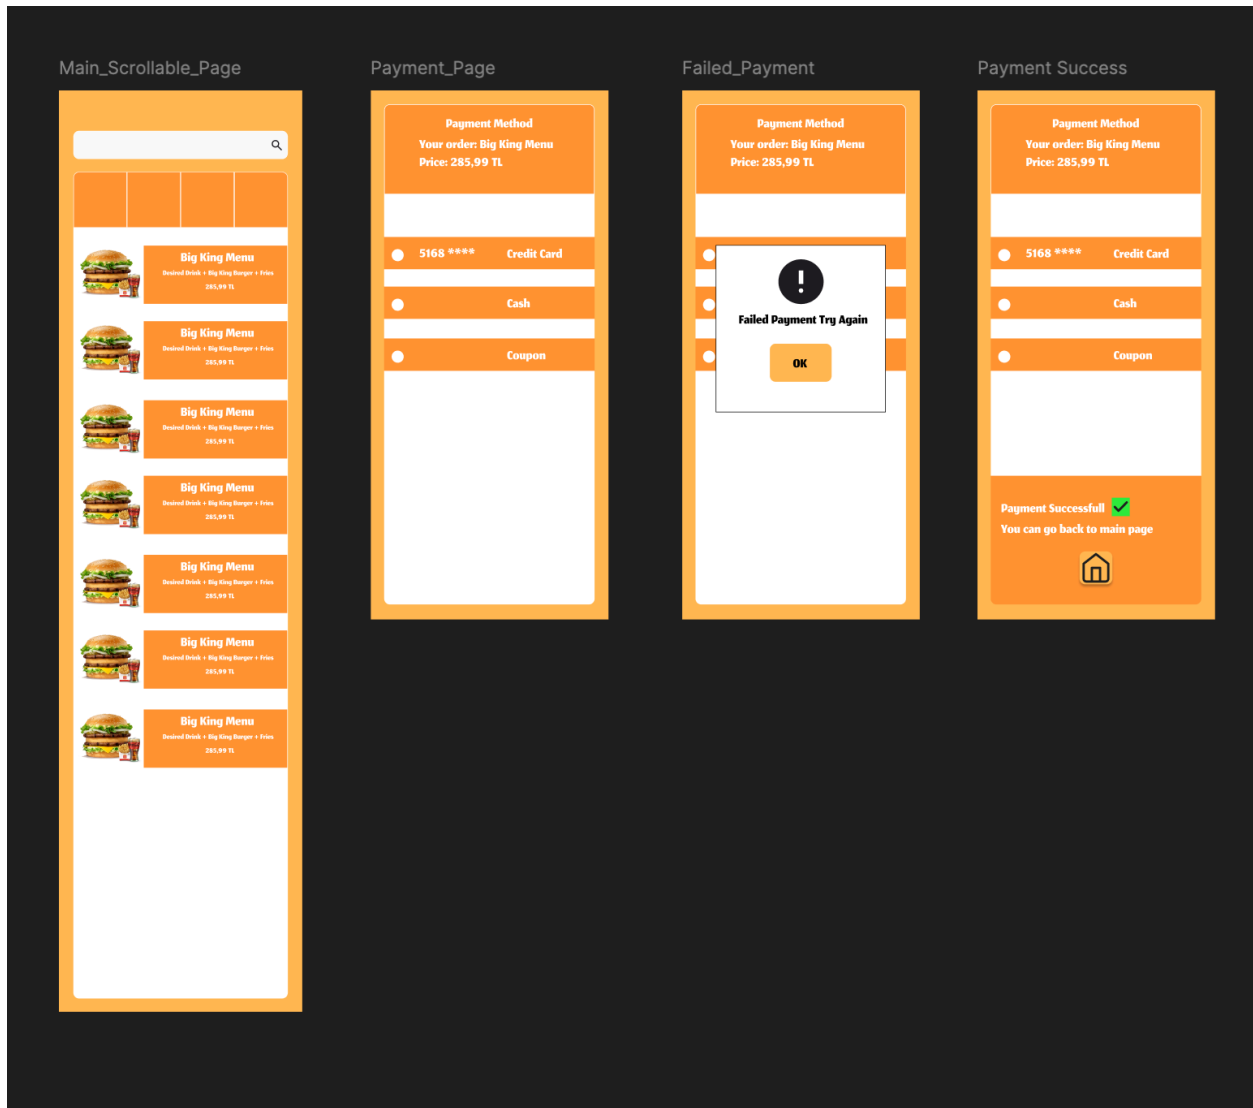 Main_Scrollable_Page
Big King Menu
Desired Drink + Big King Burger + Fries
285,99 TL
Big King Menu
Desired Drink + Big King Burger + Fries
285,99 TL
Big King Menu
Desired Drink + Big King Burger + Fries
285,99 TL
Big King Menu
Desired Drink + Big King Burger + Fries
285,99 TL
Big King Menu
Desired Drink + Big King Burger + Fries
285,99 TL
Big King Menu
Desired Drink + Big King Burger + Fries
285,99 TL
Big King Menu
Desired Drink + Big King Burger + Fries
285,99 TL
Payment_Page
Payment Method
Your order: Big King Menu
Price: 285,99 TL
5168 **** Credit Card
Cash
Coupon
Failed_Payment
Payment Method
Your order: Big King Menu
Price: 285,99 TL
Failed Payment Try Again
OK
Payment Success
Payment Method
Your order: Big King Menu
Price: 285,99 TL
5168 **** Credit Card
Cash
Coupon
Payment Successfull
You can go back to main page